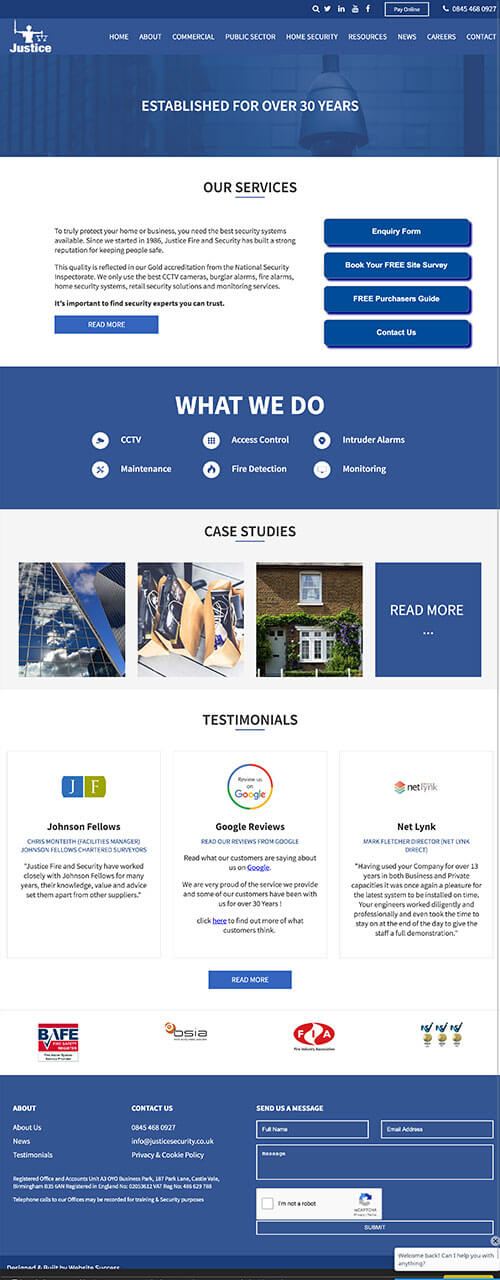 Pay Online
0845 468 0927
Justice
HOME ABOUT COMMERCIAL PUBLIC SECTOR HOME SECURITY RESOURCES NEWS CAREERS CONTACT
ESTABLISHED FOR OVER 30 YEARS
OUR SERVICES
To truly protect your home or business, you need the best security systems
available. Since we started in 1986, Justice Fire and Security has built a strong
reputation for keeping people safe.
This quality is reflected in our Gold accreditation from the National Security
Inspectorate. We only use the best CCTV cameras, burglar alarms, fire alarms,
home security systems, retail security solutions and monitoring services.
It's important to find security experts you can trust.
READ MORE
Enquiry Form
Book Your FREE Site Survey
FREE Purchasers Guide
Contact Us
WHAT WE DO
CCTV
Access Control
Intruder Alarms
Maintenance
Fire Detection
Monitoring
CASE STUDIES
READ MORE
...
TESTIMONIALS
JF
Johnson Fellows
CHRIS MONTEITH (FACILITIES MANAGER)
JOHNSON FELLOWS CHARTERED SURVEYORS
"Justice Fire and Security have worked
closely with Johnson Fellows for many
years, their knowledge, value and advice
set them apart from other suppliers."
Review us
on
Google
Google Reviews
READ OUR REVIEWS FROM GOOGLE
Read what our customers are saying about
us on Google.
We are very proud of the service we provide
and some of our customers have been with
us for over 30 Years !
click here to find out more of what
customers think.
net lynk
Net Lynk
MARK FLETCHER DIRECTOR (NET LYNK
DIRECT)
"Having used your Company for over 13
years in both Business and Private
capacities it was once again a pleasure for
the latest system to be installed on time.
Your engineers worked diligently and
professionally and even took the time to
stay on at the end of the day to give the
staff a full demonstration."
READ MORE
BAFE
FIRE SAFETY
REGISTER
bsia
FIA
Fire Industry Association
NSI NSI NSI
ABOUT
About Us
News
Testimonials
CONTACT US
0845 468 0927
info@justicesecurity.co.uk
Privacy & Cookie Policy
Registered Office and Accounts Unit A3 OYO Business Park, 187 Park Lane, Castle Vale,
Birmingham B35 6AN Registered in England No: 02053612 VAT Reg No: 486 629 788
Telephone calls to our Offices may be recorded for training & Security purposes
SEND US A MESSAGE
Full Name
Email Address
Message
I'm not a robot
reCAPTCHA
Privacy - Terms
SUBMIT
Designed & Built by Website Success
Welcome back! Can I help you with
anything?